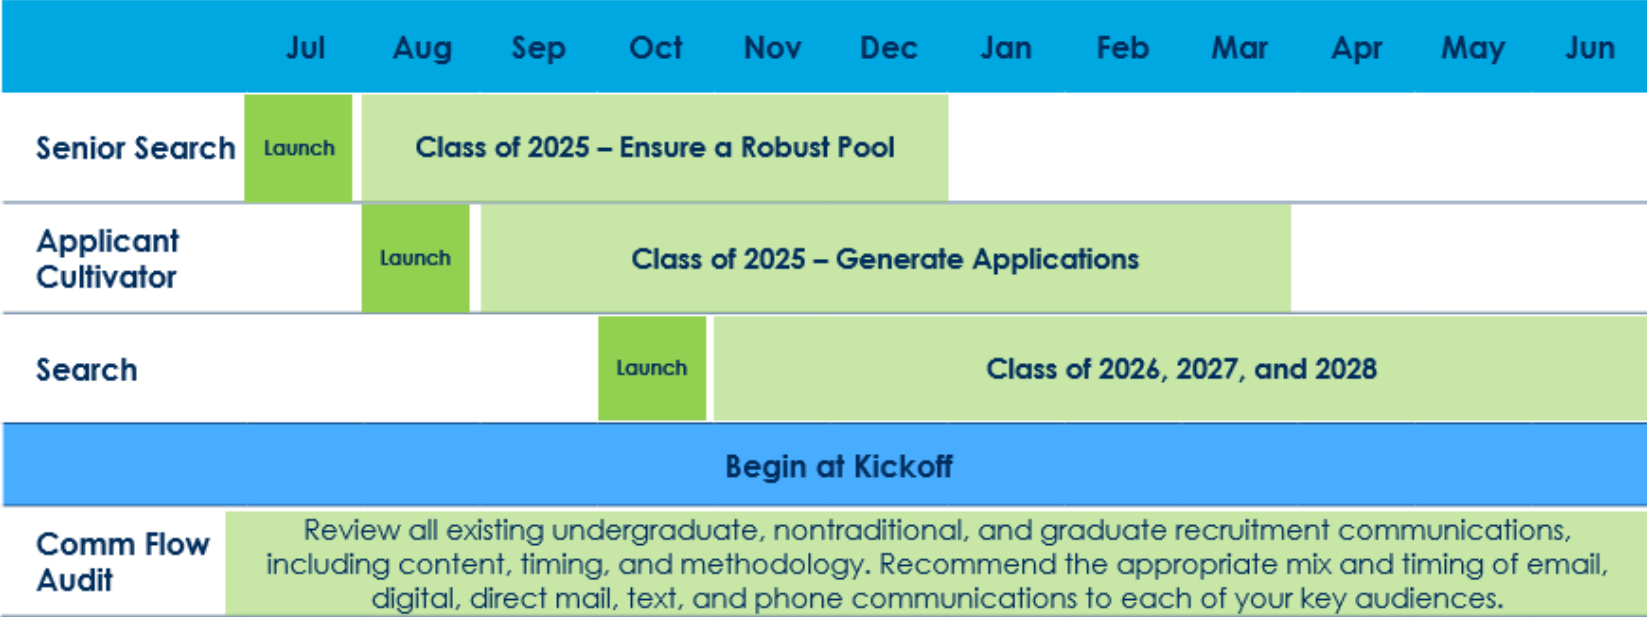 Jul Aug Sep Oct Nov Dec Jan Feb Mar Apr May Jun
Senior Search Launch Class of 2025 – Ensure a Robust Pool
Applicant
Cultivator
Launch Class of 2025 – Generate Applications
Search Launch Class of 2026, 2027, and 2028
Begin at Kickoff
Comm Flow
Audit
Review all existing undergraduate, nontraditional, and graduate recruitment communications,
including content, timing, and methodology. Recommend the appropriate mix and timing of email,
digital, direct mail, text, and phone communications to each of your key audiences.